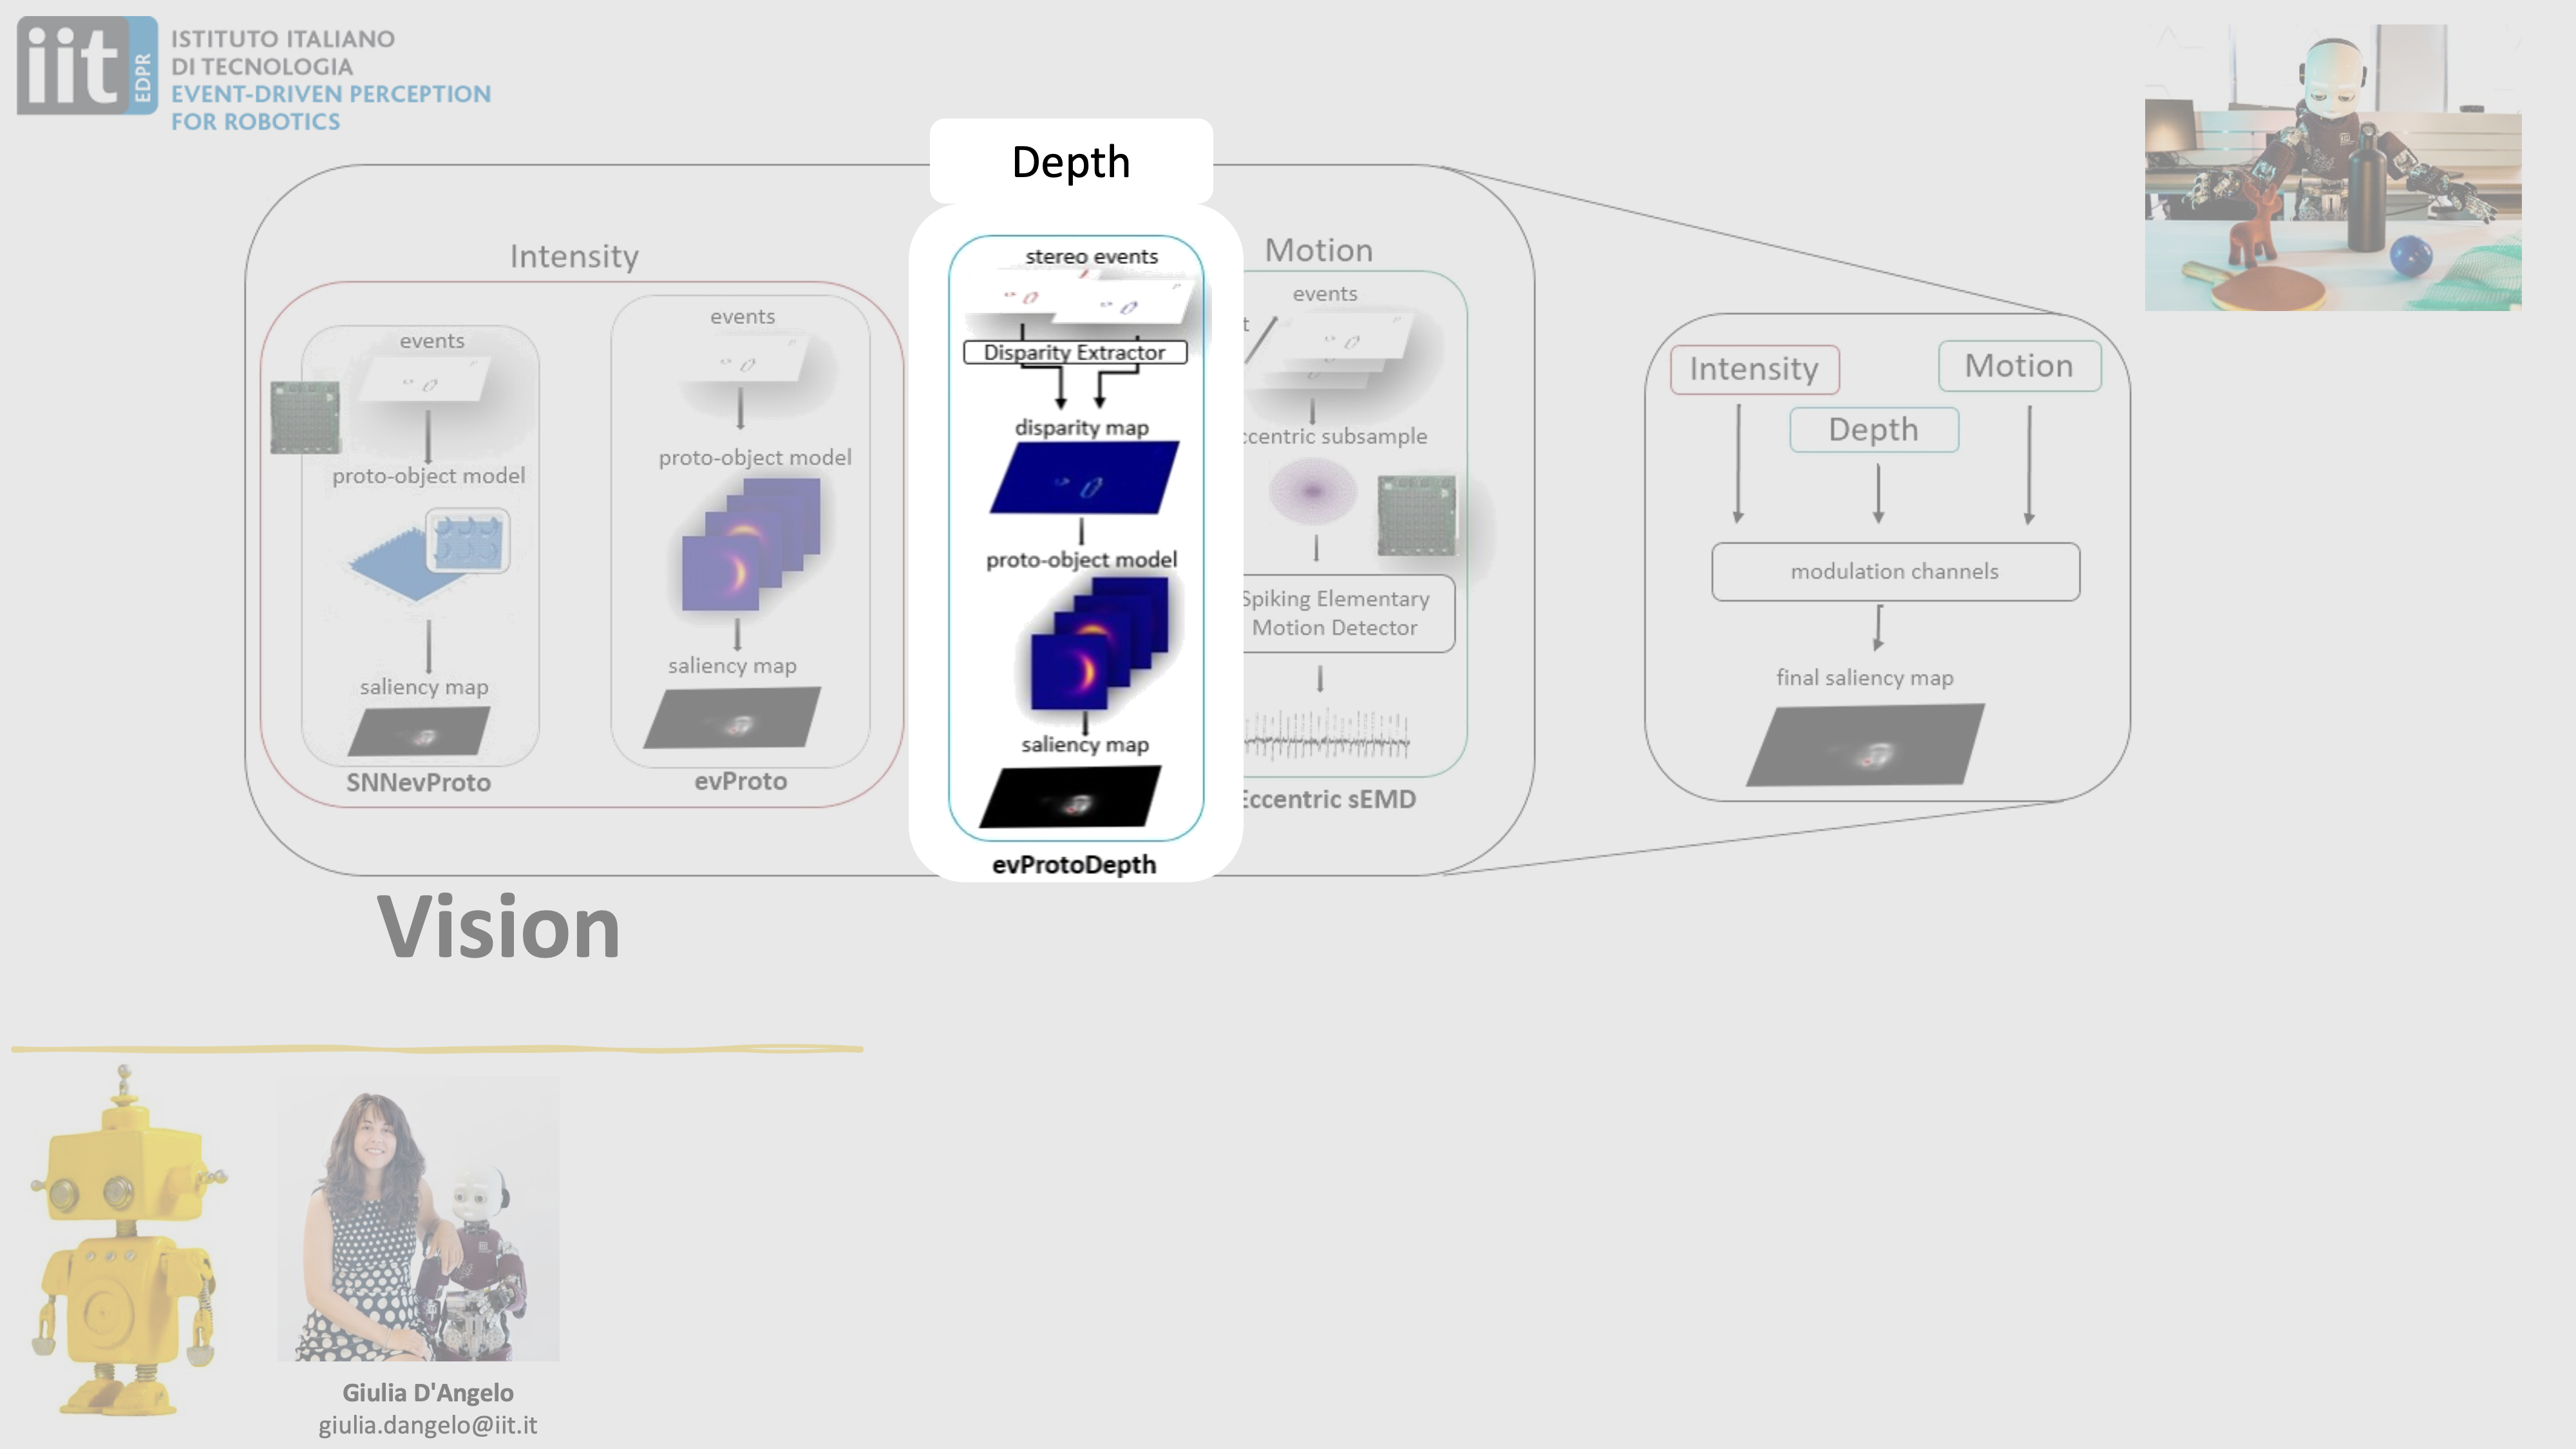 iit
EDPR
ISTITUTO ITALIANO
DI TECNOLOGIA
EVENT-DRIVEN PERCEPTION
FOR ROBOTICS
Intensity
events
proto-object model
saliency map
SNNevProto
events
proto-object model
saliency map
evProto
Depth
stereo events
Disparity Extractor
disparity map
proto-object model
saliency map
evProtoDepth
Motion
events
t
ccentric subsample
Spiking Elementary
Motion Detector
Eccentric sEMD
Intensity
Motion
Depth
modulation channels
final saliency map
Vision
Giulia D'Angelo
giulia.dangelo@iit.it